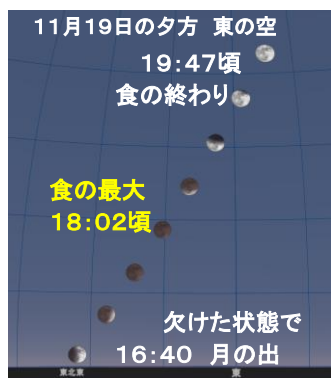 11月19日の夕方 東の空
19:47頃
食の終わり
食の最大
18:02頃
欠けた状態で
16:40 月の出
東北東
東